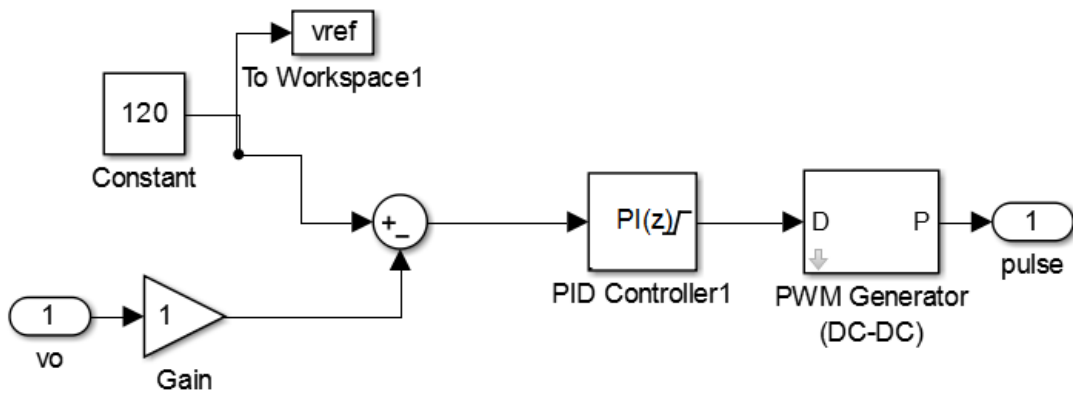 vref
To Workspace1
120
Constant
+
−
PI(z)
PID Controller1
D P
PWM Generator
(DC-DC)
1
pulse
1
vo
1
Gain